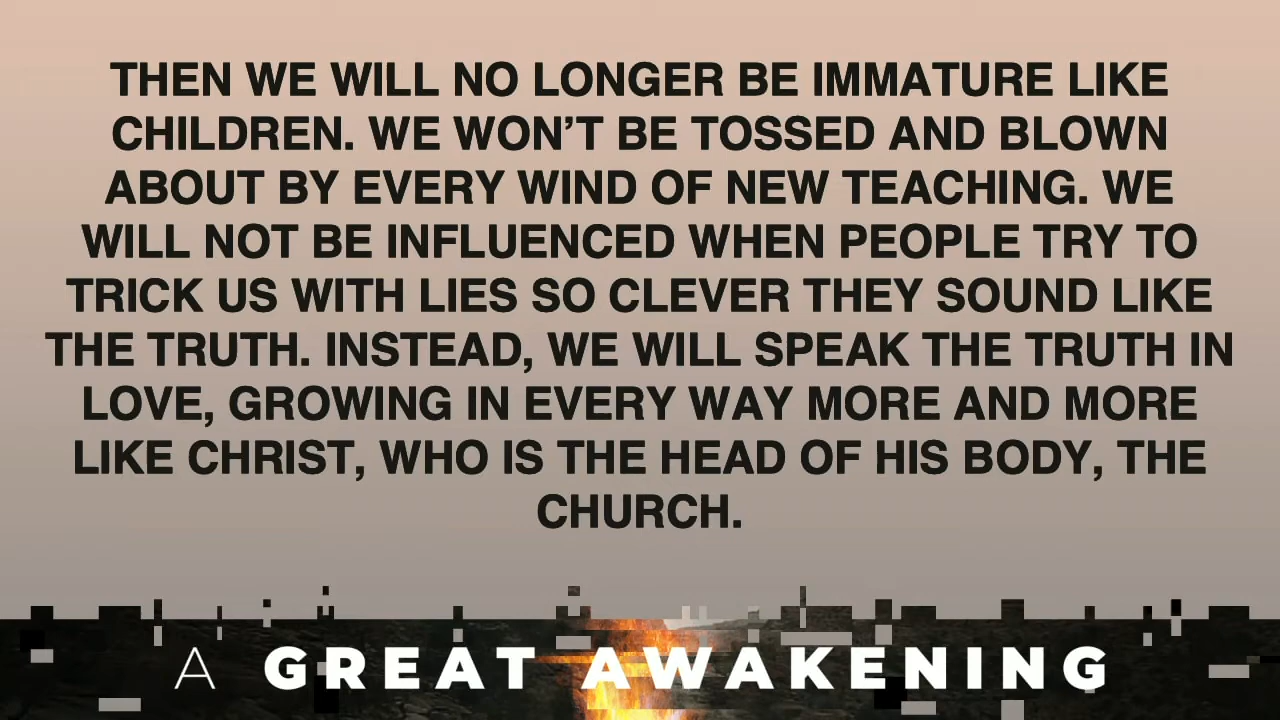 THEN WE WILL NO LONGER BE IMMATURE LIKE
CHILDREN. WE WON’T BE TOSSED AND BLOWN
ABOUT BY EVERY WIND OF NEW TEACHING. WE
WILL NOT BE INFLUENCED WHEN PEOPLE TRY TO
TRICK US WITH LIES SO CLEVER THEY SOUND LIKE
THE TRUTH. INSTEAD, WE WILL SPEAK THE TRUTH IN
LOVE, GROWING IN EVERY WAY MORE AND MORE
LIKE CHRIST, WHO IS THE HEAD OF HIS BODY, THE
CHURCH.
A GREAT AWAKENING